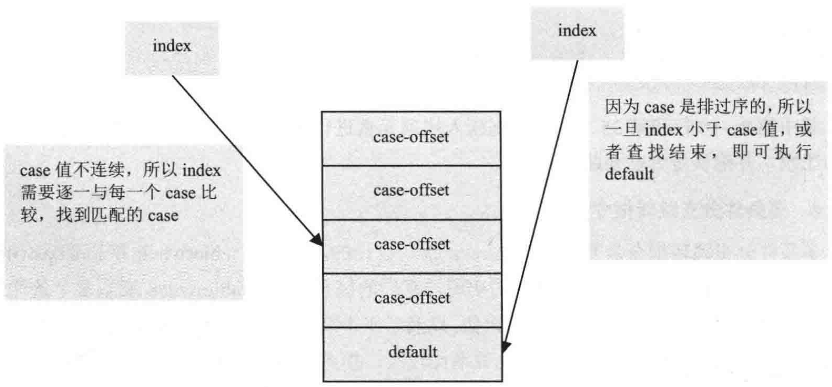 index
index
case-offset
case-offset
case-offset
case-offset
default
case 值不连续，所以 index
需要逐一与每一个 case 比
较，找到匹配的 case
因为 case 是排过序的，所以
一旦 index 小于 case 值，或
者查找结束，即可执行
default